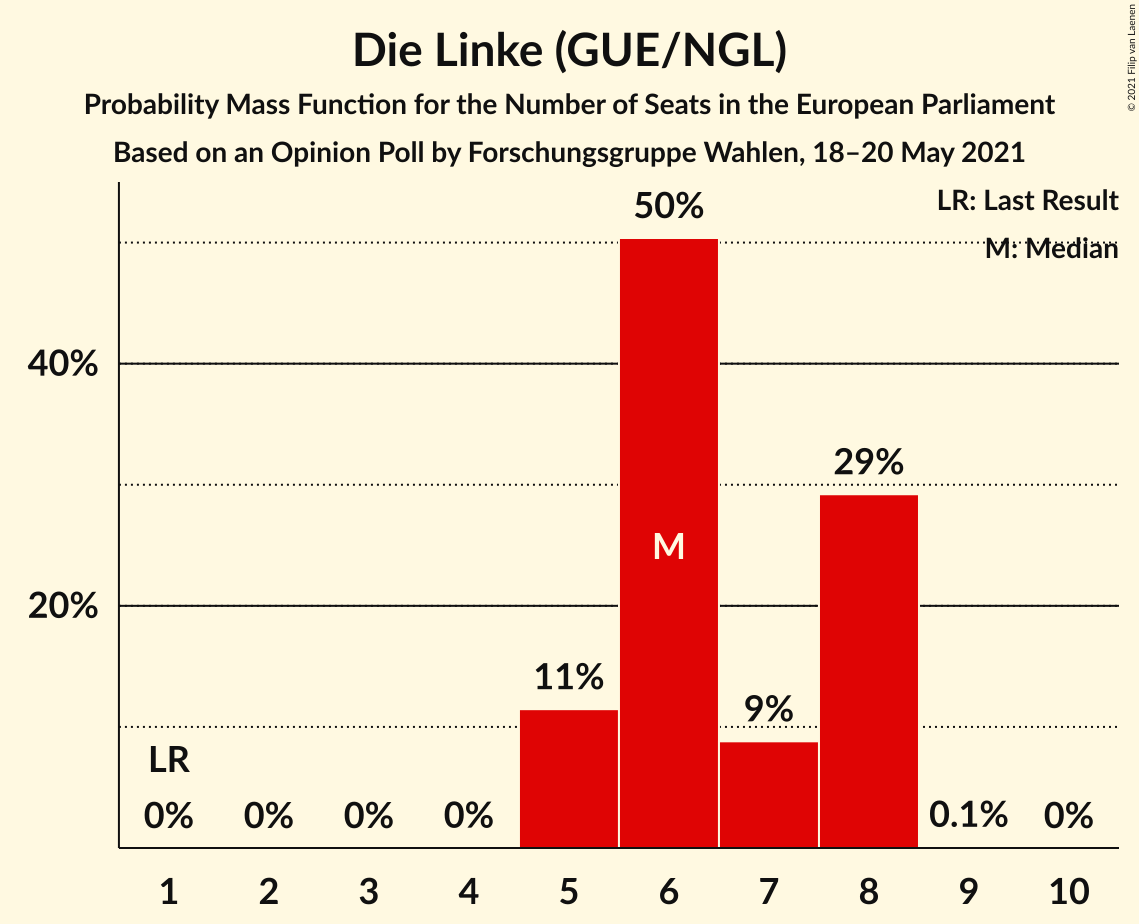 Die Linke (GUE/NGL)
Probability Mass Function for the Number of Seats in the European Parliament
Based on an Opinion Poll by Forschungsgruppe Wahlen, 18–20 May 2021
© 2021 Filip van Laenen
LR: Last Result
M: Median
50%
40%
29%
M
20%
11%
9%
LR
0%
0%
0%
0%
0.1%
0%
1 2 3 4 5 6 7 8 9 10